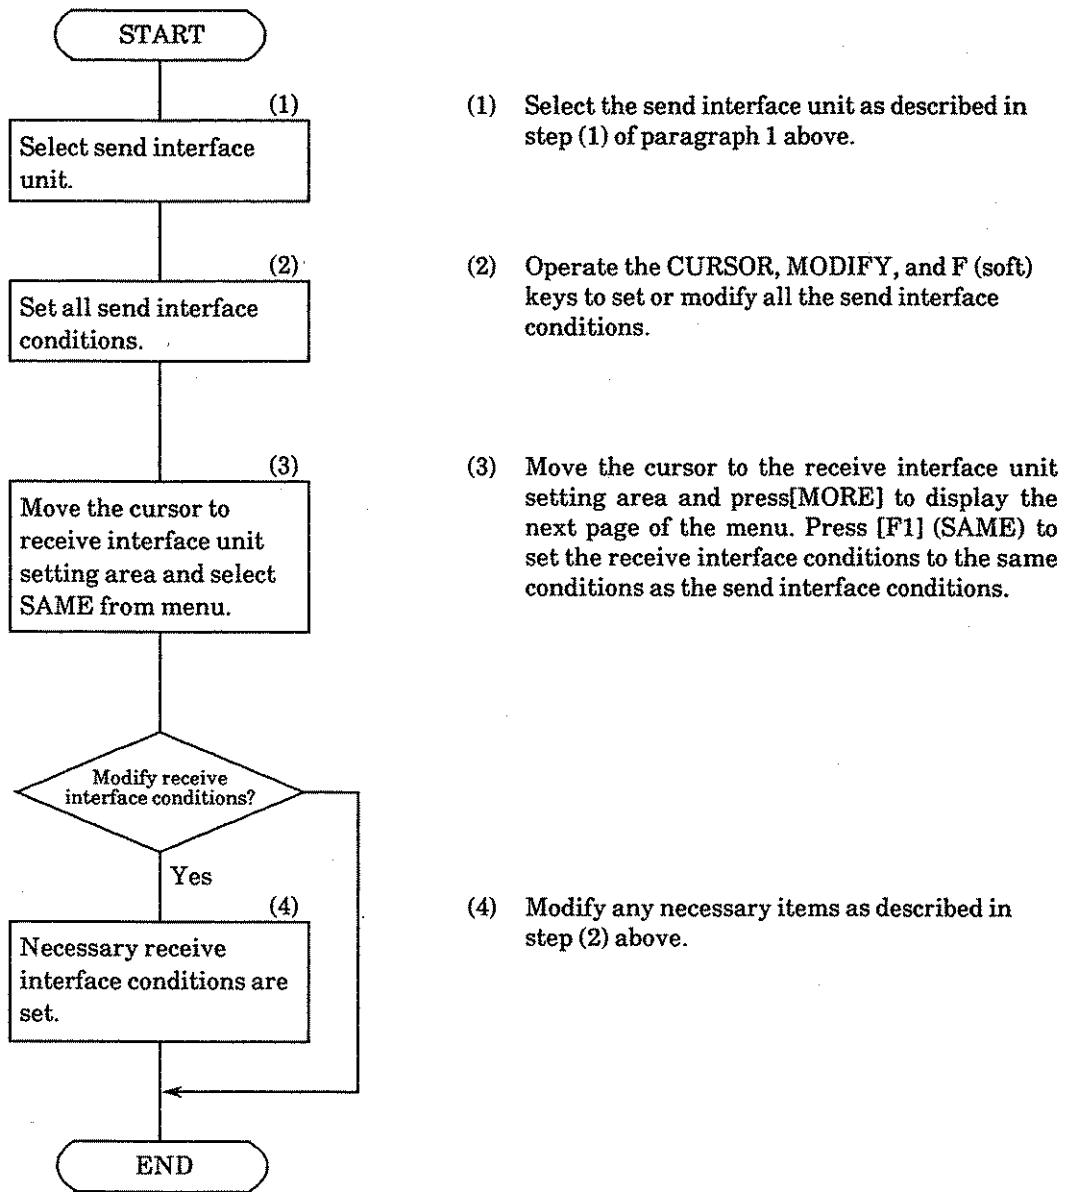 START
(1)
Select send interface
unit.
(1) Select the send interface unit as described in
step (1) of paragraph 1 above.
(2)
Set all send interface
conditions.
(2) Operate the CURSOR, MODIFY, and F (soft)
keys to set or modify all the send interface
conditions.
(3)
Move the cursor to
receive interface unit
setting area and select
SAME from menu.
(3) Move the cursor to the receive interface unit
setting area and press[MORE] to display the
next page of the menu. Press [F1] (SAME) to
set the receive interface conditions to the same
conditions as the send interface conditions.
Modify receive
interface conditions?
Yes
(4)
Necessary receive
interface conditions are
set.
(4) Modify any necessary items as described in
step (2) above.
END